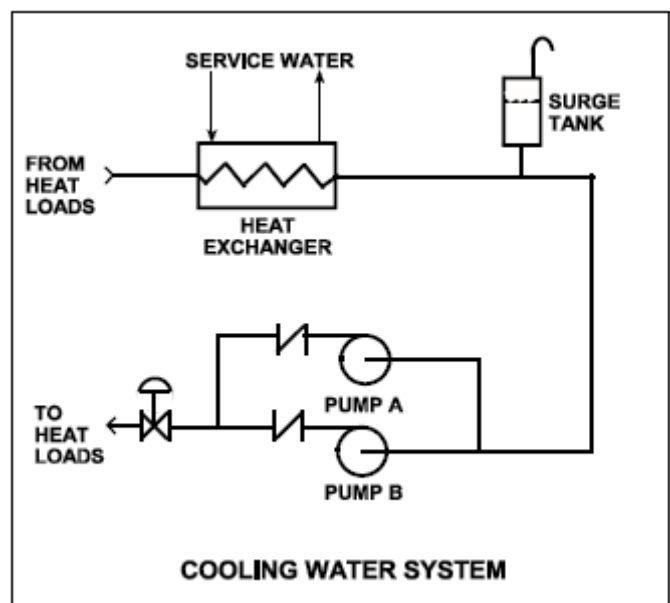 SERVICE WATER
SURGE
TANK
FROM
HEAT
LOADS
HEAT
EXCHANGER
PUMP A
TO
HEAT
LOADS
PUMP B
COOLING WATER SYSTEM